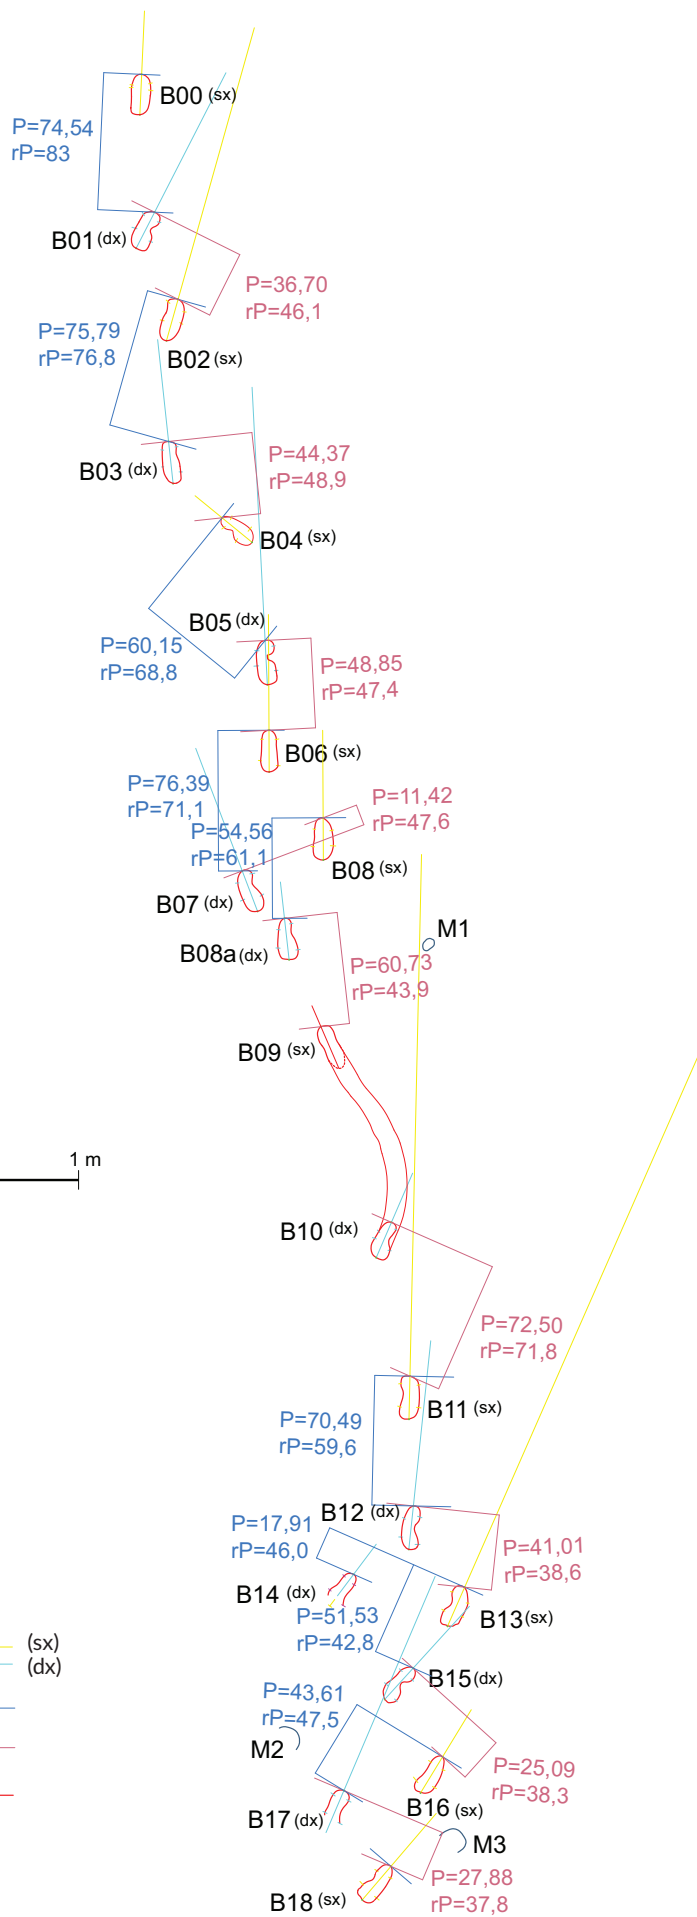 B00 (sx)
P=74,54
rP=83
B01 (dx)
P=36,70
rP=46,1
P=75,79
rP=76,8
B02 (sx)
B03 (dx)
P=44,37
rP=48,9
B04 (sx)
B05 (dx)
P=60,15
rP=68,8
P=48,85
rP=47,4
B06 (sx)
P=76,39
rP=71,1
P=11,42
rP=47,6
P=54,56
rP=61,1
B08 (sx)
B07 (dx)
M1
B08a (dx)
P=60,73
rP=43,9
B09 (sx)
1 m
B10 (dx)
P=72,50
rP=71,8
B11 (sx)
P=70,49
rP=59,6
B12 (dx)
P=17,91
rP=46,0
P=41,01
rP=38,6
B14 (dx)
B13 (sx)
P=51,53
rP=42,8
(sx)
(dx)
B15 (dx)
P=43,61
rP=47,5
M2
P=25,09
rP=38,3
B16 (sx)
B17 (dx)
M3
P=27,88
rP=37,8
B18 (sx)